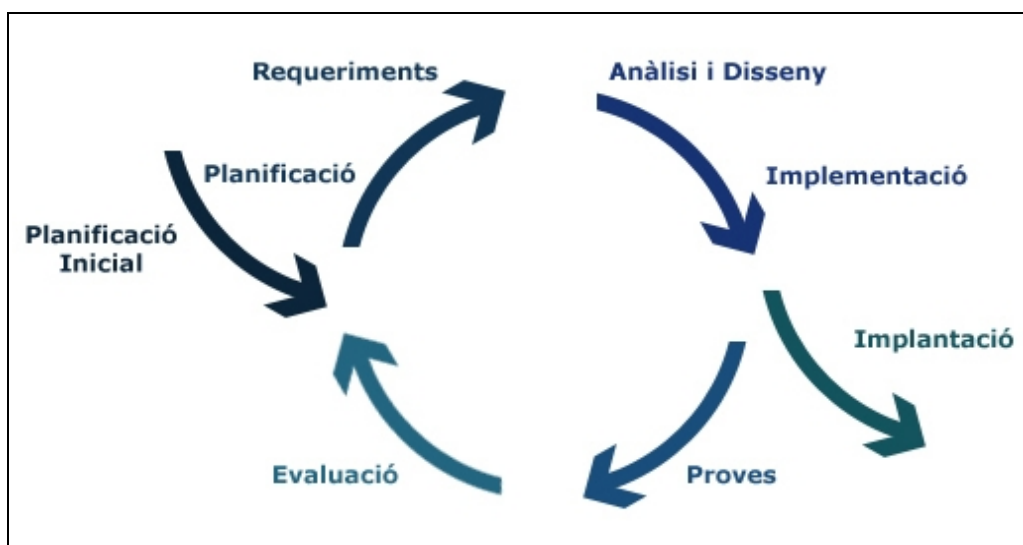 Requeriments
Anàlisi i Disseny
Planificació
Implementació
Planificació
Inicial
Implantació
Evaluació
Proves